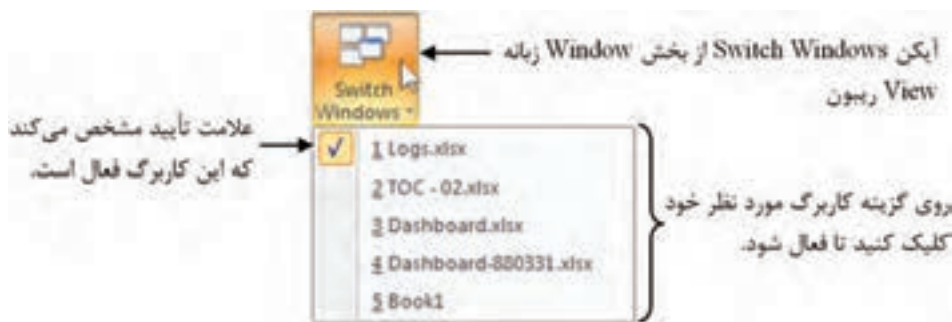 آیکن Switch Windows از بخش Window زبانه
View ریبون
Switch
Windows
علامت تأیید مشخص می‌کند
که این کاربرگ فعال است.
1 Logs.xlsx
2 TOC - 02.xlsx
3 Dashboard.xlsx
4 Dashboard-880331.xlsx
5 Book1
بروی گزینه کاربرگ مورد نظر خود
کلیک کنید تا فعال شود.